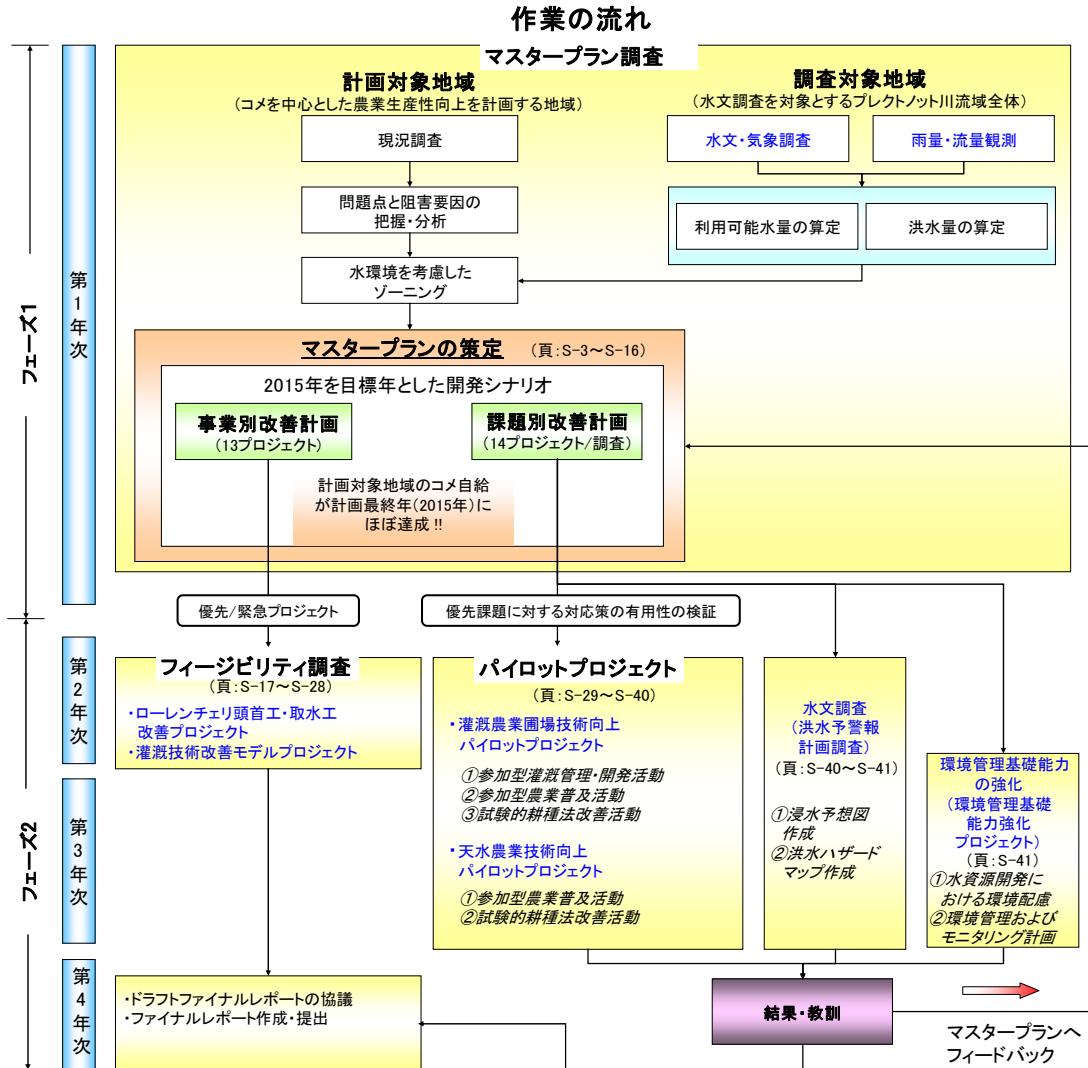 作業の流れ
マスタープラン調査
計画対象地域
(コメを中心とした農業生産性向上を計画する地域)
調査対象地域
(水文調査を対象とするプレクトノット川流域全体)
現況調査
水文・気象調査
雨量・流量観測
問題点と阻害要因の
把握・分析
利用可能水量の算定
洪水量の算定
水環境を考慮した
ゾーニング
マスタープランの策定 (頁:S-3~S-16)
2015年を目標年とした開発シナリオ
事業別改善計画
(13プロジェクト)
課題別改善計画
(14プロジェクト/調査)
計画対象地域のコメ自給
が計画最終年(2015年)に
ほぼ達成!!
フェーズ1
第1年次
優先/緊急プロジェクト
優先課題に対する対応策の有用性の検証
フェーズ2
第2年次
第3年次
第4年次
フィージビリティ調査
(頁:S-17~S-28)
・ローレンチェリ頭首工・取水工
改善プロジェクト
・灌漑技術改善モデルプロジェクト
パイロットプロジェクト
(頁:S-29~S-40)
・灌漑農業圃場技術向上
パイロットプロジェクト
①参加型灌漑管理・開発活動
②参加型農業普及活動
③試験的耕種法改善活動
・天水農業技術向上
パイロットプロジェクト
①参加型農業普及活動
②試験的耕種法改善活動
水文調査
(洪水予警報
計画調査)
(頁:S-40~S-41)
①浸水予想図
作成
②洪水ハザード
マップ作成
環境管理基礎能力
の強化
(環境管理基礎
能力強化
プロジェクト)
(頁:S-41)
①水資源開発に
おける環境配慮
②環境管理および
モニタリング計画
・ドラフトファイナルレポートの協議
・ファイナルレポート作成・提出
結果・教訓
マスタープランへ
フィードバック